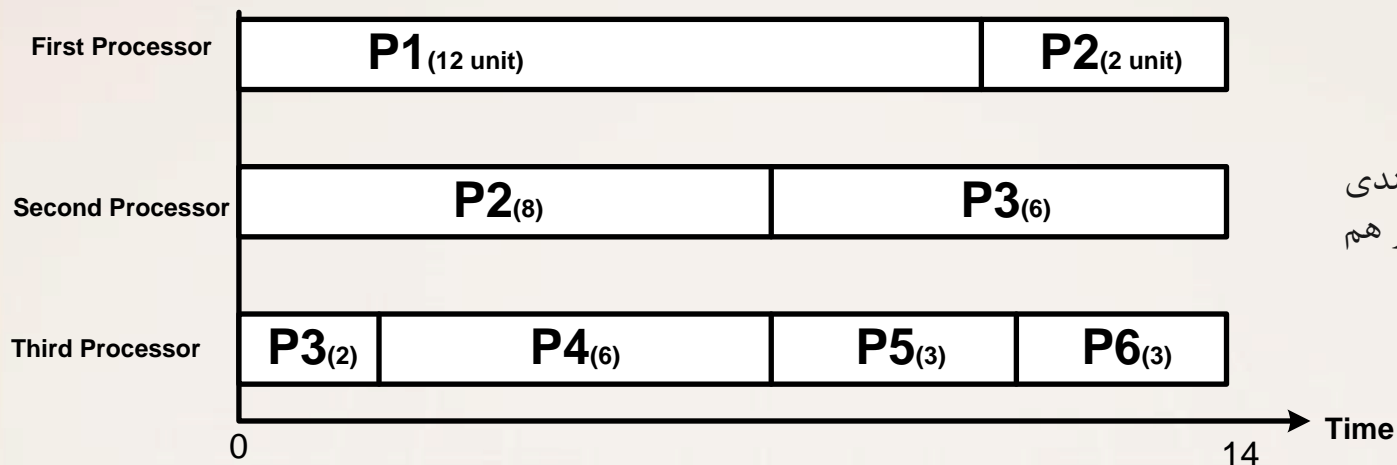 First Processor P1(12 unit) P2(2 unit)
Second Processor P2(8) P3(6)
Third Processor P3(2) P4(6) P5(3) P6(3)
0 14 Time
هم